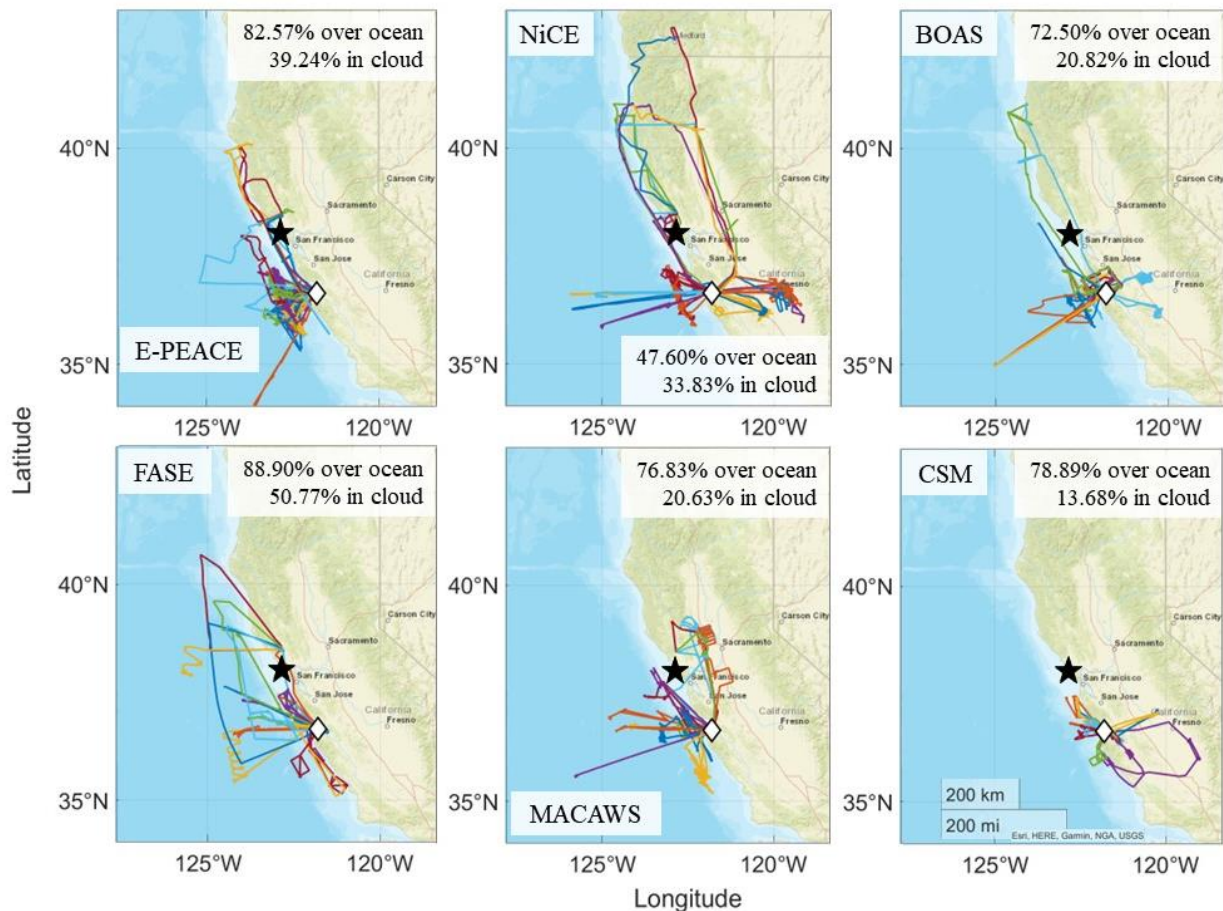 82.57% over ocean
39.24% in cloud
E-PEACE
40°N
35°N
125°W
120°W
Carson City
Sacramento
San Francisco
San Jose
California
Fresno
NiCE
47.60% over ocean
33.83% in cloud
125°W
120°W
Medford
Carson City
Sacramento
San Francisco
San Jose
California
Fresno
BOAS
72.50% over ocean
20.82% in cloud
125°W
120°W
Carson City
Sacramento
San Francisco
San Jose
California
Fresno
Latitude
FASE
88.90% over ocean
50.77% in cloud
40°N
35°N
125°W
120°W
Carson City
Sacramento
San Francisco
San Jose
California
Fresno
76.83% over ocean
20.63% in cloud
MACAWS
125°W
120°W
Carson City
Sacramento
San Francisco
San Jose
California
Fresno
CSM
78.89% over ocean
13.68% in cloud
125°W
120°W
Carson City
Sacramento
San Francisco
San Jose
California
Fresno
200 km
200 mi
Esri, HERE, Garmin, NGA, USGS
Longitude